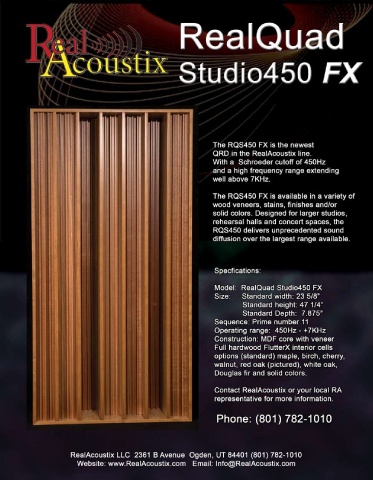 Real Acoustix
RealQuad
Studio450 FX
The RQS450 FX is the newest
QRD in the RealAcoustix line.
With a Schroeder cutoff of 450Hz
and a high frequency range extending
well above 7KHz.
The RQS450 FX is available in a variety of
wood veneers, stains, finishes and/or
solid colors. Designed for larger studios,
rehearsal halls and concert spaces, the
RQS450 delivers unprecedented sound
diffusion over the largest range available.
Specfications:
Model: RealQuad Studio450 FX
Size: Standard width: 23 5/8"
Standard height: 47 1/4"
Standard Depth: 7.875"
Sequence: Prime number 11
Operating range: 450Hz - +7KHz
Construction: MDF core with veneer
Full hardwood FlutterX interior cells
options (standard) maple, birch, cherry,
walnut, red oak (pictured), white oak,
Douglas fir and solid colors.
Contact RealAcoustix or your local RA
representative for more information.
Phone: (801) 782-1010
RealAcoustix LLC 2361 B Avenue Ogden, UT 84401 (801) 782-1010
Website: www.RealAcoustix.com Email: Info@RealAcoustix.com